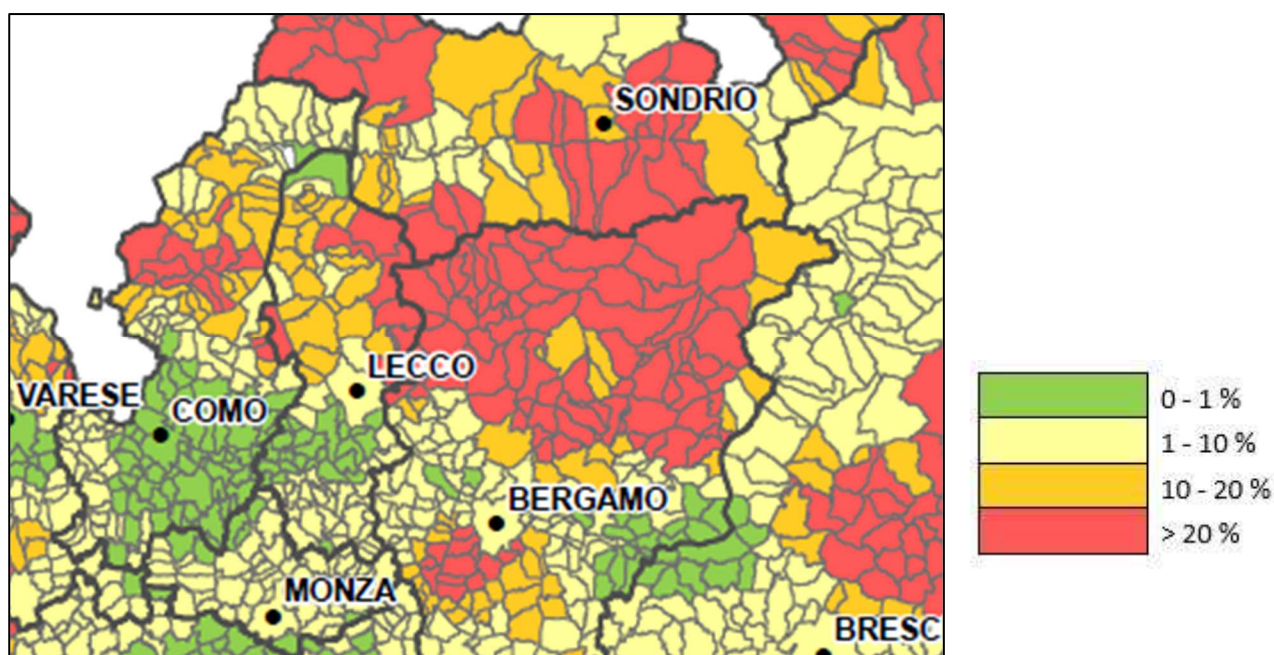 SONDRIO
LECCO
VARESE
COMO
BERGAMO
MONZA
BRESC
0 - 1 %
1 - 10 %
10 - 20 %
> 20 %